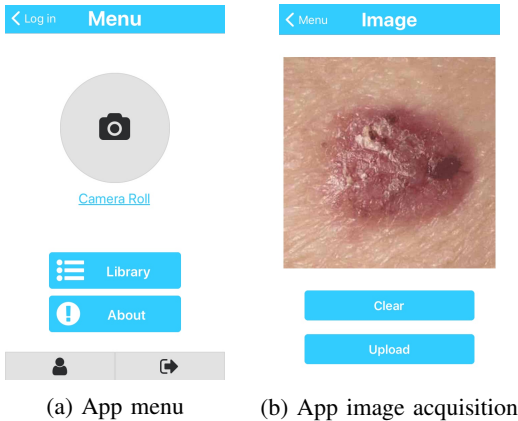 Log in Menu
Camera Roll
Library
About
(a) App menu
Menu Image
Clear
Upload
(b) App image acquisition